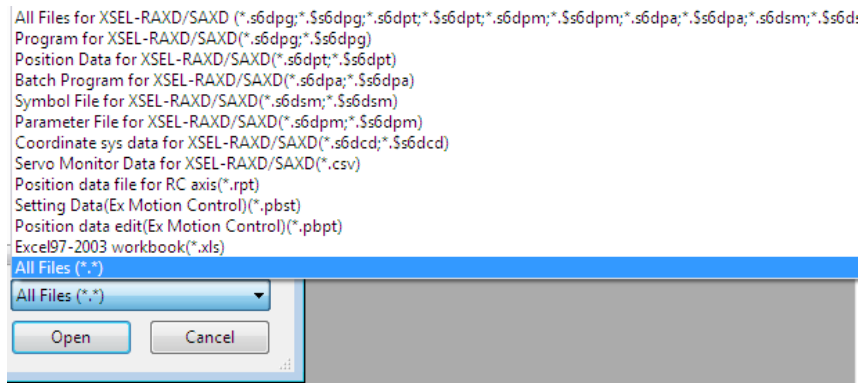 All Files for XSEL-RAXD/SAXD (*.s6dpg;*.$s6dpg;*.s6dpt;*.$s6dpt;*.s6dpm;*.$s6dpm;*.s6dpa;*.$s6dpa;*.s6dsm;*.$s6ds
Program for XSEL-RAXD/SAXD(*.s6dpg;*.$s6dpg)
Position Data for XSEL-RAXD/SAXD(*.s6dpt;*.$s6dpt)
Batch Program for XSEL-RAXD/SAXD(*.s6dpa;*.$s6dpa)
Symbol File for XSEL-RAXD/SAXD(*.s6dsm;*.$s6dsm)
Parameter File for XSEL-RAXD/SAXD(*.s6dpm;*.$s6dpm)
Coordinate sys data for XSEL-RAXD/SAXD(*.s6dcd;*.$s6dcd)
Servo Monitor Data for XSEL-RAXD/SAXD(*.csv)
Position data file for RC axis(*.rpt)
Setting Data(Ex Motion Control)(*.pbst)
Position data edit(Ex Motion Control)(*.pbpt)
Excel97-2003 workbook(*.xls)
All Files (*.*)
All Files (*.*)
Open Cancel